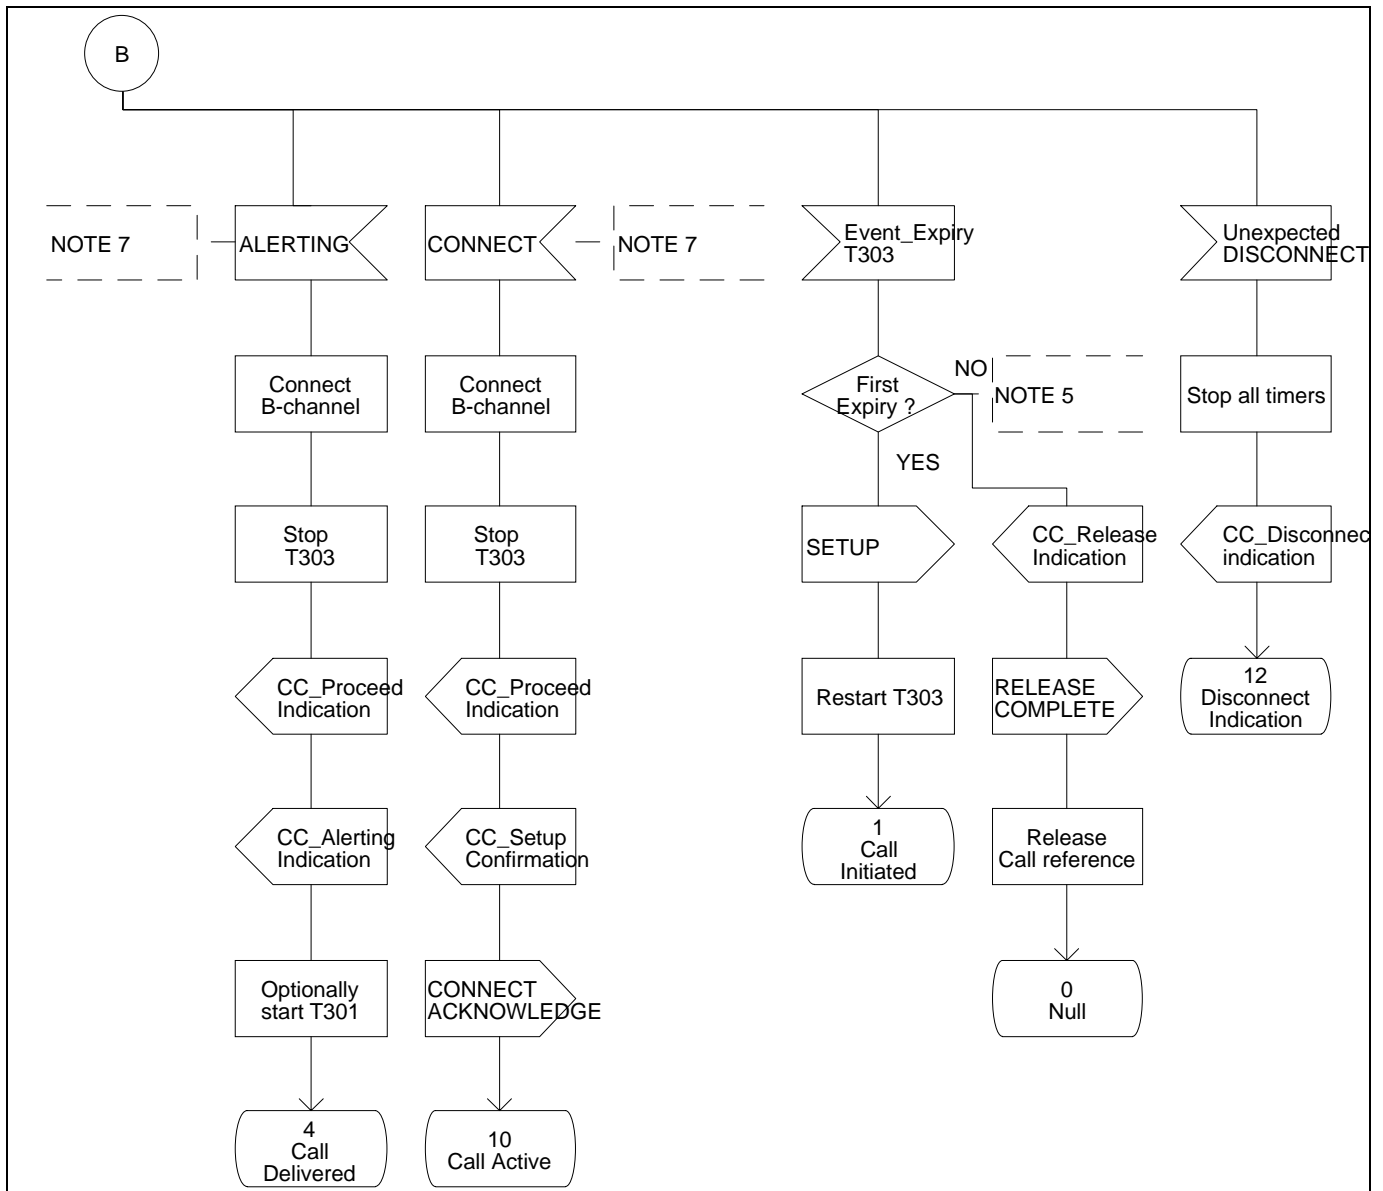 B
NOTE 7
ALERTING
CONNECT
NOTE 7
Event_Expiry
T303
Unexpected
DISCONNECT
Connect
B-channel
Connect
B-channel
First
Expiry ?
NO
NOTE 5
Stop all timers
YES
Stop
T303
Stop
T303
SETUP
CC_Release
Indication
CC_Disconnec
indication
CC_Proceed
Indication
CC_Proceed
Indication
Restart T303
RELEASE
COMPLETE
12
Disconnect
Indication
CC_Alerting
Indication
CC_Setup
Confirmation
1
Call
Initiated
Release
Call reference
Optionally
start T301
CONNECT
ACKNOWLEDGE
0
Null
4
Call
Delivered
10
Call Active